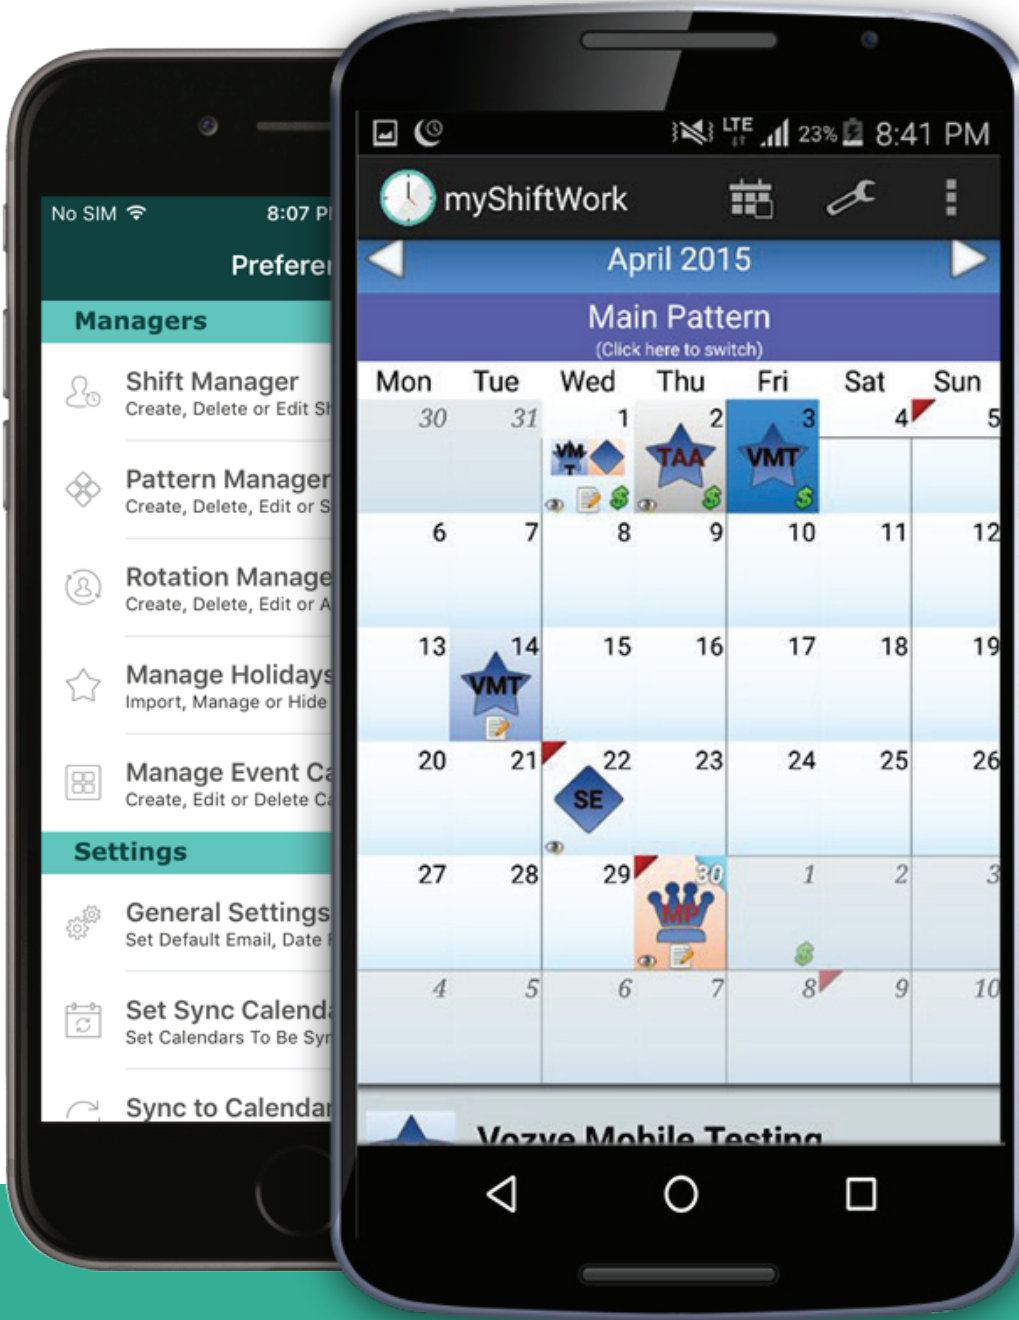 No SIM
8:07 P
Prefere
Managers
Shift Manager
Create, Delete or Edit Sh
Pattern Manager
Create, Delete, Edit or S
Rotation Manage
Create, Delete, Edit or A
Manage Holidays
Import, Manage or Hide
Manage Event Ca
Create, Edit or Delete Ca
Settings
General Settings
Set Default Email, Date
Set Sync Calenda
Set Calendars To Be Syn
Sync to Calendar
LTE 23% 8:41 PM
myShiftWork
April 2015
Main Pattern
(Click here to switch)
Mon Tue Wed Thu Fri Sat Sun
30 31 1 2 3 4 5
VM-T TAA VMT
6 7 8 9 10 11 12
13 14 15 16 17 18 19
VMT
20 21 22 23 24 25 26
SE
27 28 29 30 1 2 3
MP
4 5 6 7 8 9 10
Vozye Mobile Testing